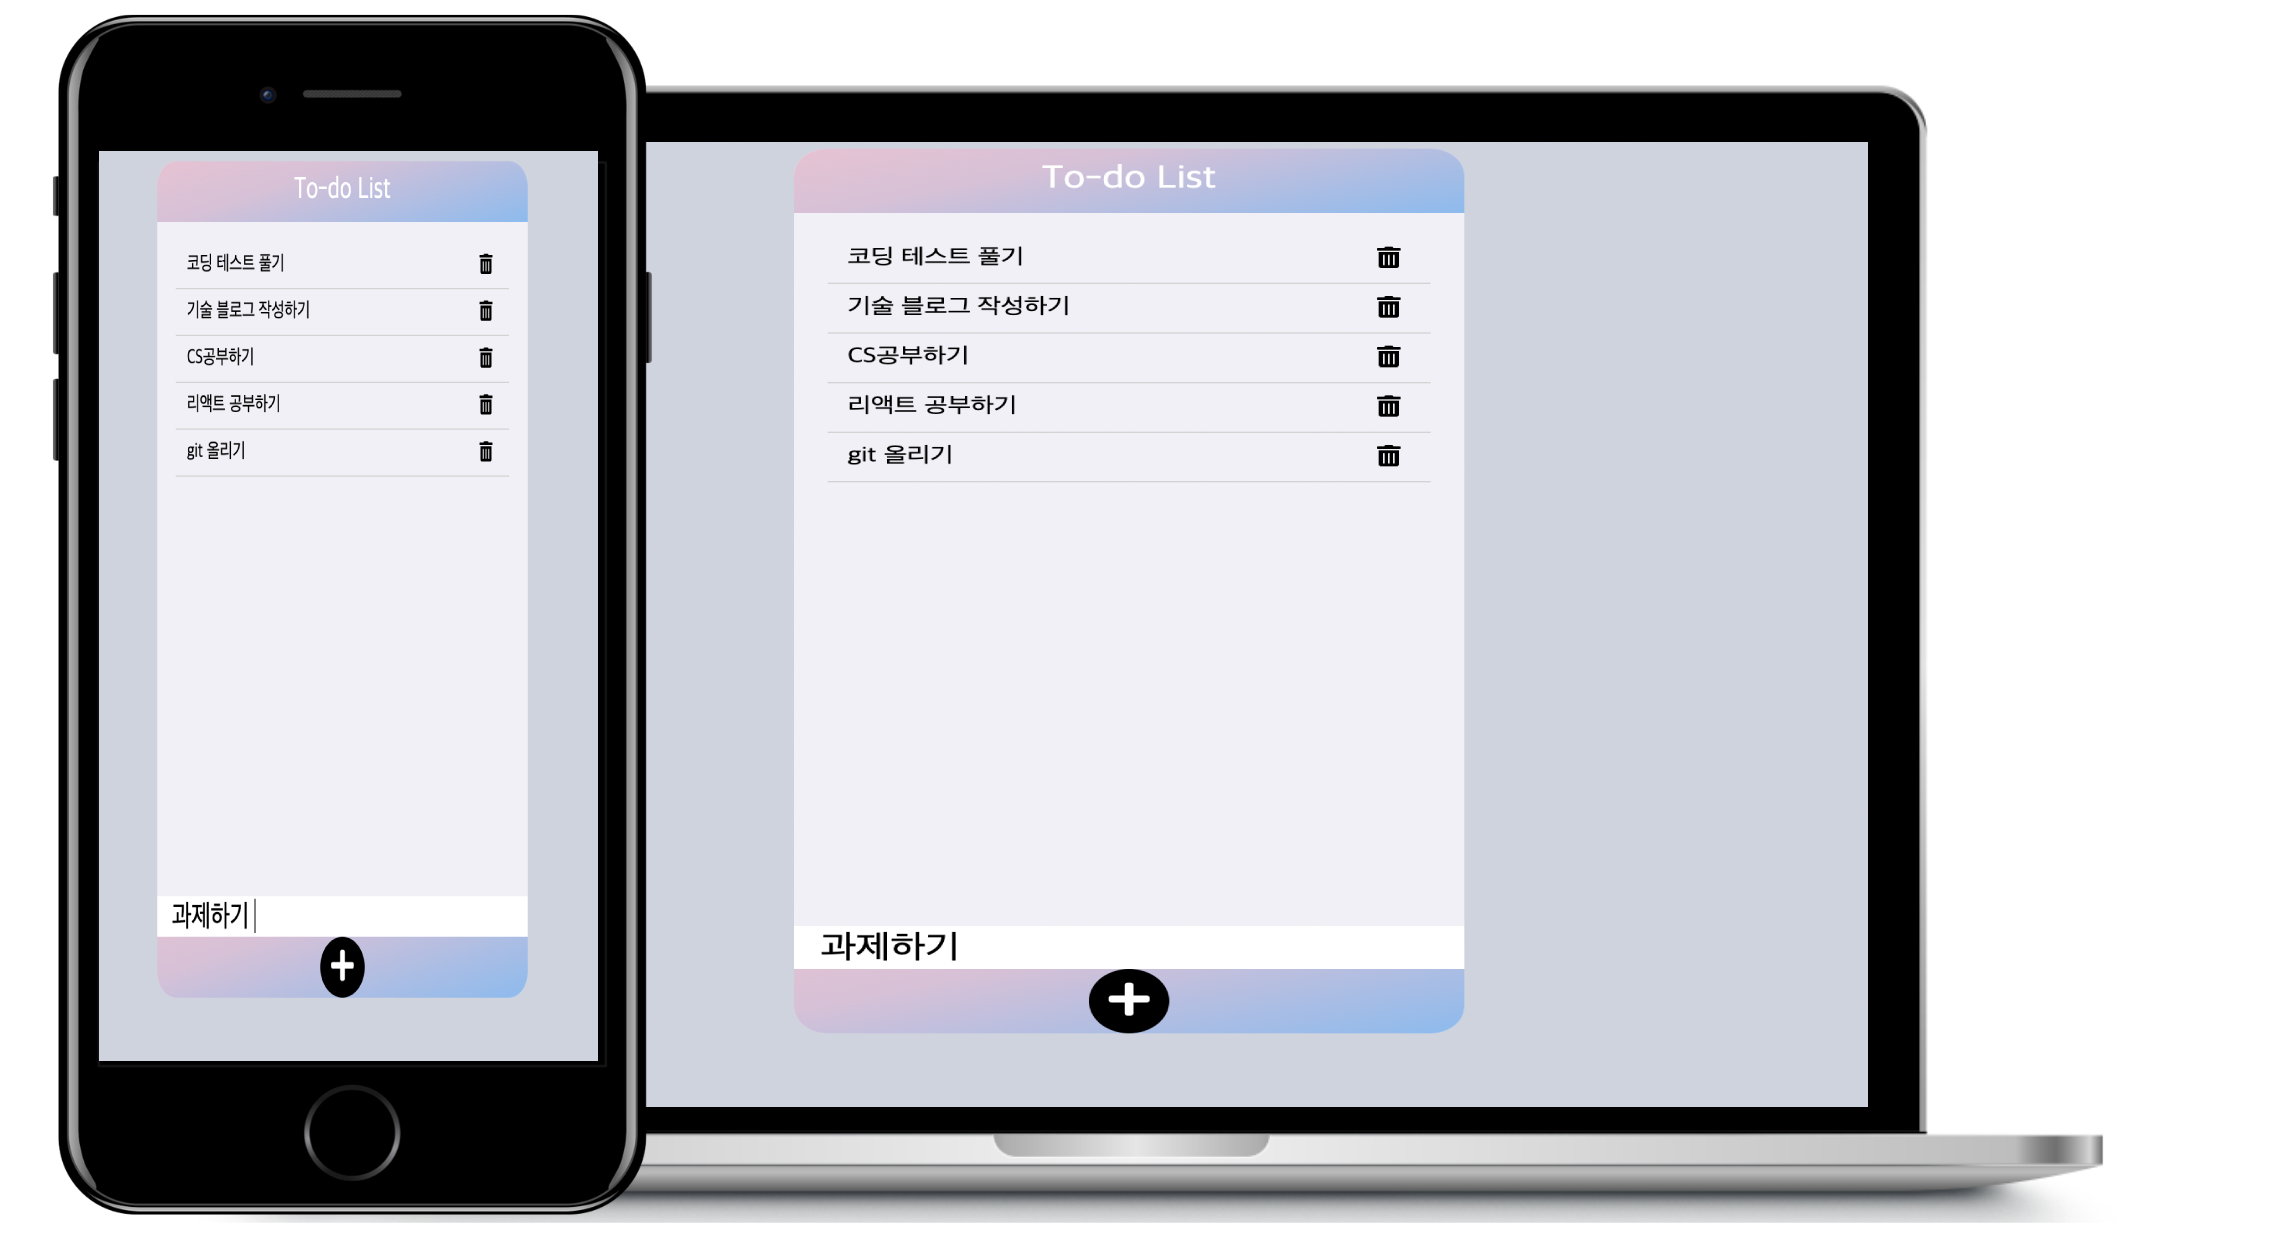 To-do List
코딩 테스트 풀기
기술 블로그 작성하기
CS공부하기
리액트 공부하기
git 올리기
과제하기
To-do List
코딩 테스트 풀기
기술 블로그 작성하기
CS공부하기
리액트 공부하기
git 올리기
과제하기